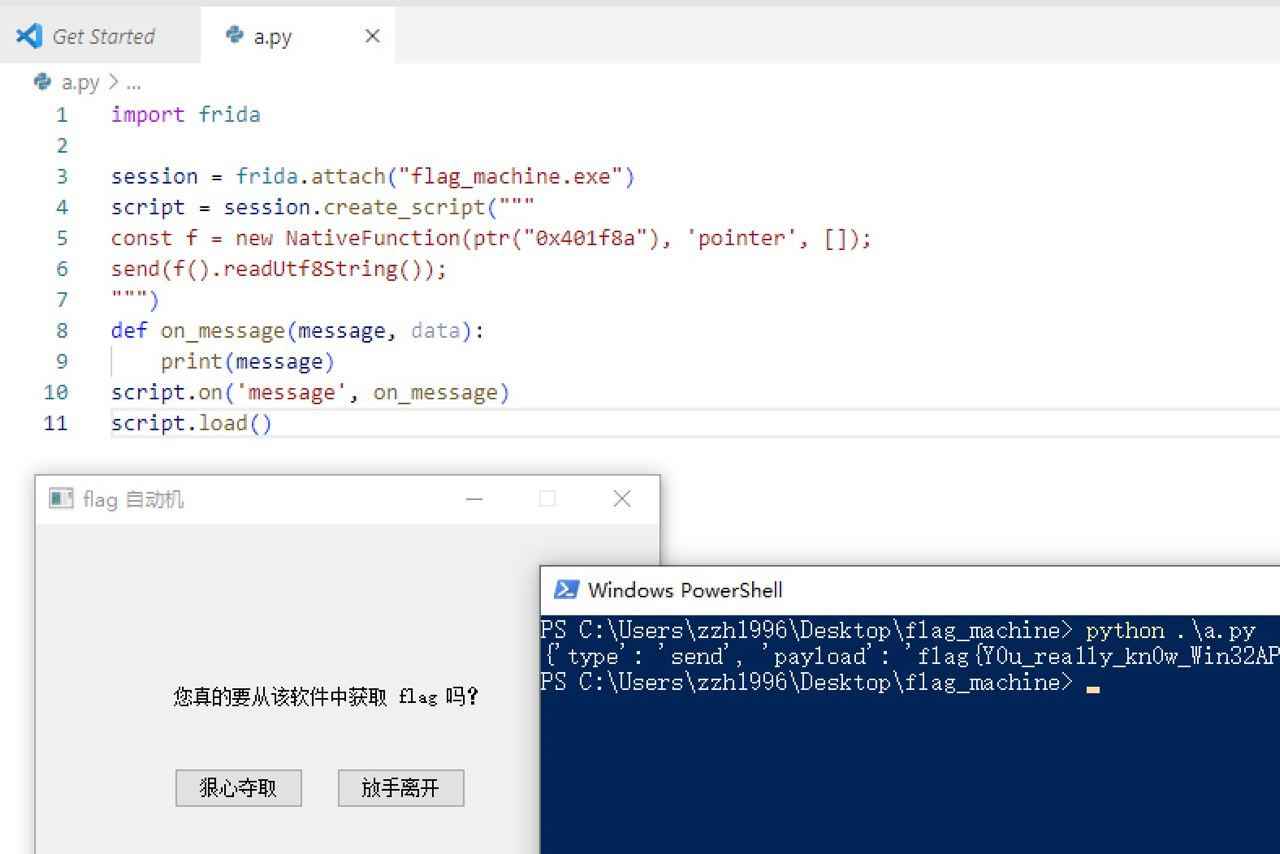 Get Started
a.py
a.py > ...
1 import frida
2
3 session = frida.attach("flag_machine.exe")
4 script = session.create_script("""
5 const f = new NativeFunction(ptr("0x401f8a"), 'pointer', []);
6 send(f().readUtf8String());
7 """)
8 def on_message(message, data):
9 print(message)
10 script.on('message', on_message)
11 script.load()
flag 自动机
您真的要从该软件中获取 flag 吗?
狠心夺取
放手离开
Windows PowerShell
PS C:\Users\zzh1996\Desktop\flag_machine> python .\a.py
{'type': 'send', 'payload': 'flag{Y0u_rea1ly_kn0w_Win32AP
PS C:\Users\zzh1996\Desktop\flag_machine>